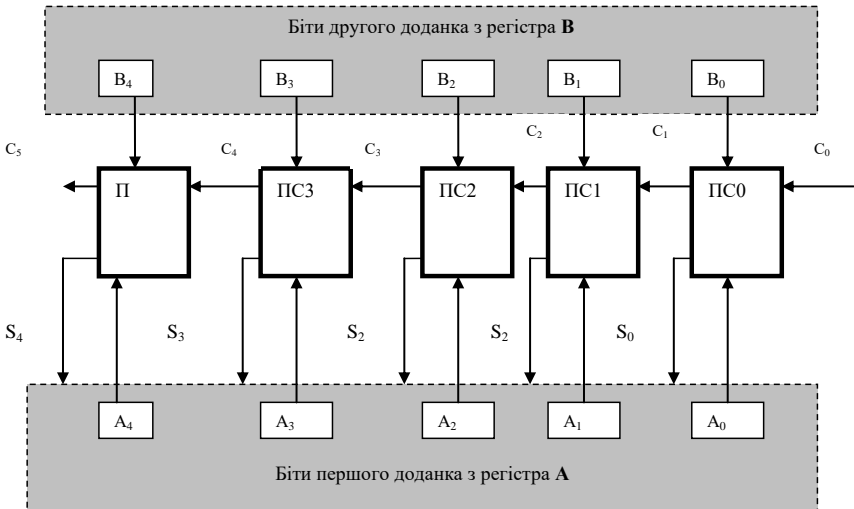 Біти другого доданка з регістра B
B4 B3 B2 B1 B0
C2 C1
C5 C4 C3 C0
П ПС3 ПС2 ПС1 ПС0
S4 S3 S2 S2 S0
A4 A3 A2 A1 A0
Біти першого доданка з регістра A